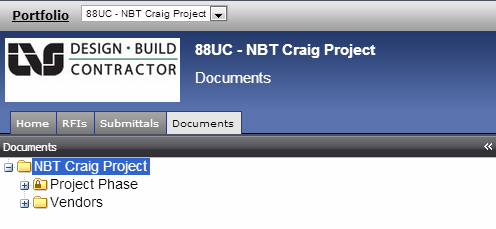 Portfolio 88UC - NBT Craig Project
DESIGN · BUILD
CONTRACTOR
88UC - NBT Craig Project
Documents
Home RFIs Submittals Documents
Documents «
NBT Craig Project
Project Phase
Vendors